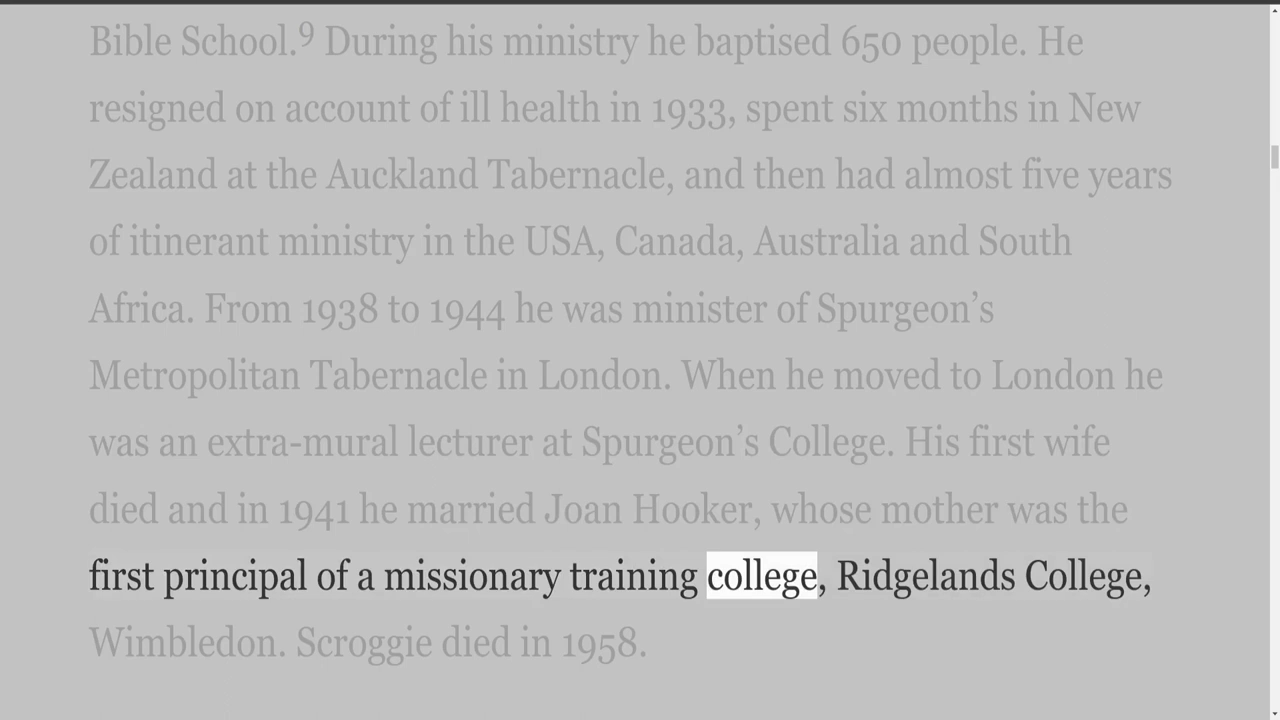 Bible School.9 During his ministry he baptised 650 people. He
resigned on account of ill health in 1933, spent six months in New
Zealand at the Auckland Tabernacle, and then had almost five years
of itinerant ministry in the USA, Canada, Australia and South
Africa. From 1938 to 1944 he was minister of Spurgeon’s
Metropolitan Tabernacle in London. When he moved to London he
was an extra-mural lecturer at Spurgeon’s College. His first wife
died and in 1941 he married Joan Hooker, whose mother was the
first principal of a missionary training college, Ridgelands College,
Wimbledon. Scroggie died in 1958.